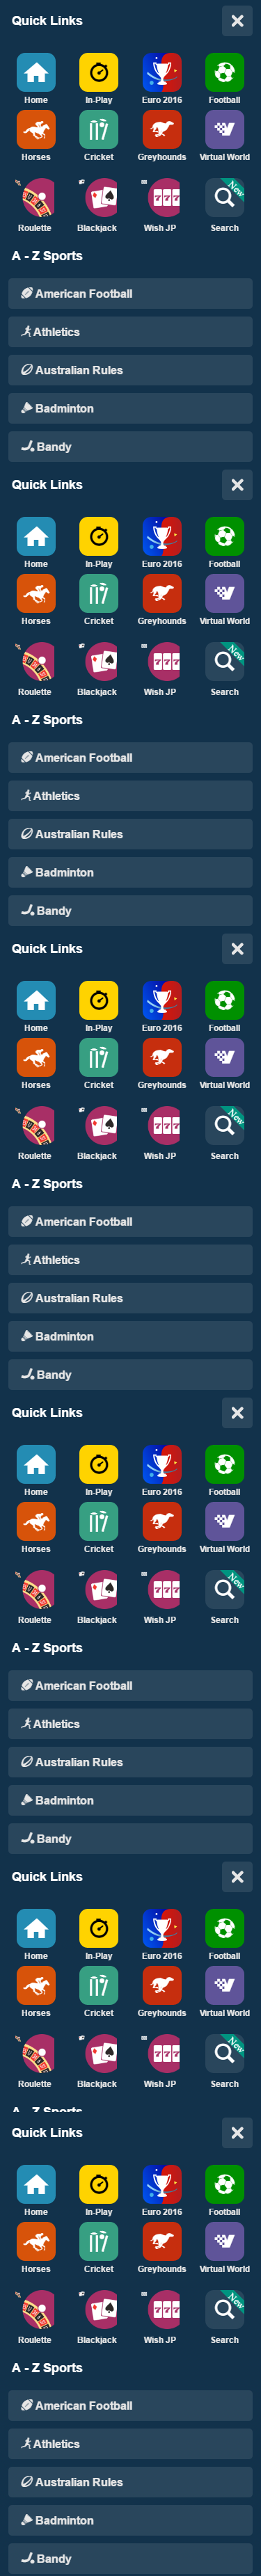 Quick Links
Home In-Play Euro 2016 Football
Horses Cricket Greyhounds Virtual World
New
Roulette Blackjack Wish JP Search
A - Z Sports
American Football
Athletics
Australian Rules
Badminton
Bandy
Quick Links
Home In-Play Euro 2016 Football
Horses Cricket Greyhounds Virtual World
New
Roulette Blackjack Wish JP Search
A - Z Sports
American Football
Athletics
Australian Rules
Badminton
Bandy
Quick Links
Home In-Play Euro 2016 Football
Horses Cricket Greyhounds Virtual World
New
Roulette Blackjack Wish JP Search
A - Z Sports
American Football
Athletics
Australian Rules
Badminton
Bandy
Quick Links
Home In-Play Euro 2016 Football
Horses Cricket Greyhounds Virtual World
New
Roulette Blackjack Wish JP Search
A - Z Sports
American Football
Athletics
Australian Rules
Badminton
Bandy
Quick Links
Home In-Play Euro 2016 Football
Horses Cricket Greyhounds Virtual World
New
Roulette Blackjack Wish JP Search
A - Z Sports
Quick Links
Home In-Play Euro 2016 Football
Horses Cricket Greyhounds Virtual World
New
Roulette Blackjack Wish JP Search
A - Z Sports
American Football
Athletics
Australian Rules
Badminton
Bandy